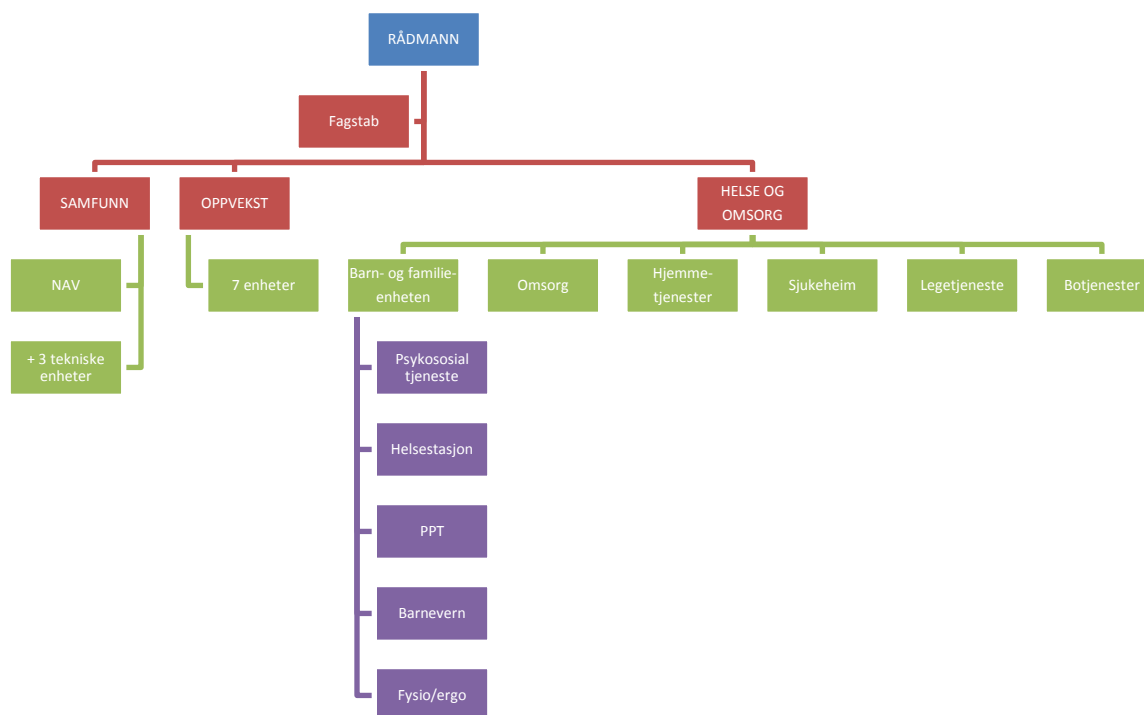 RÅDMANN
Fagstab
SAMFUNN
OPPVEKST
HELSE OG
OMSORG
NAV
7 enheter
Barn- og familie-
enheten
Omsorg
Hjemme-
tjenester
Sjukeheim
Legetjeneste
Botjenester
+ 3 tekniske
enheter
Psykososial
tjeneste
Helsestasjon
PPT
Barnevern
Fysio/ergo